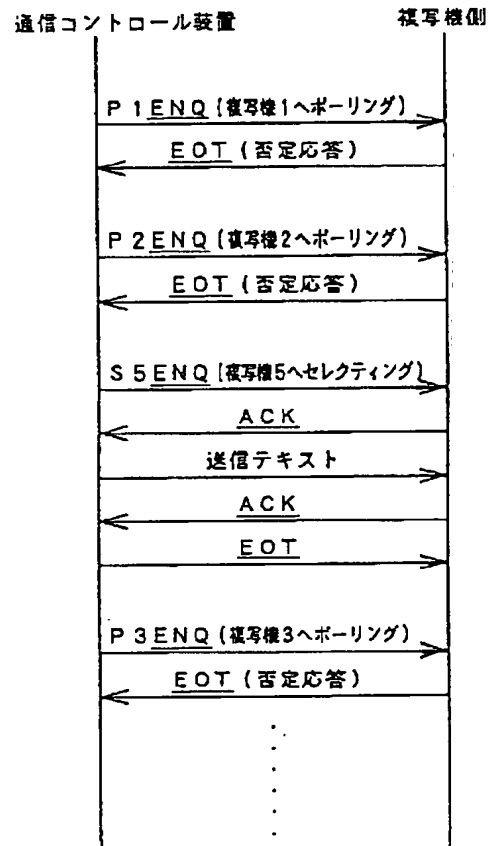 通信コントロール装置
複写機側
P1ENQ(複写機1へポーリング)
EOT(否定応答)
P2ENQ(複写機2へポーリング)
EOT(否定応答)
S5ENQ(複写機5へセレクティング)
ACK
送信テキスト
ACK
EOT
P3ENQ(複写機3へポーリング)
EOT(否定応答)